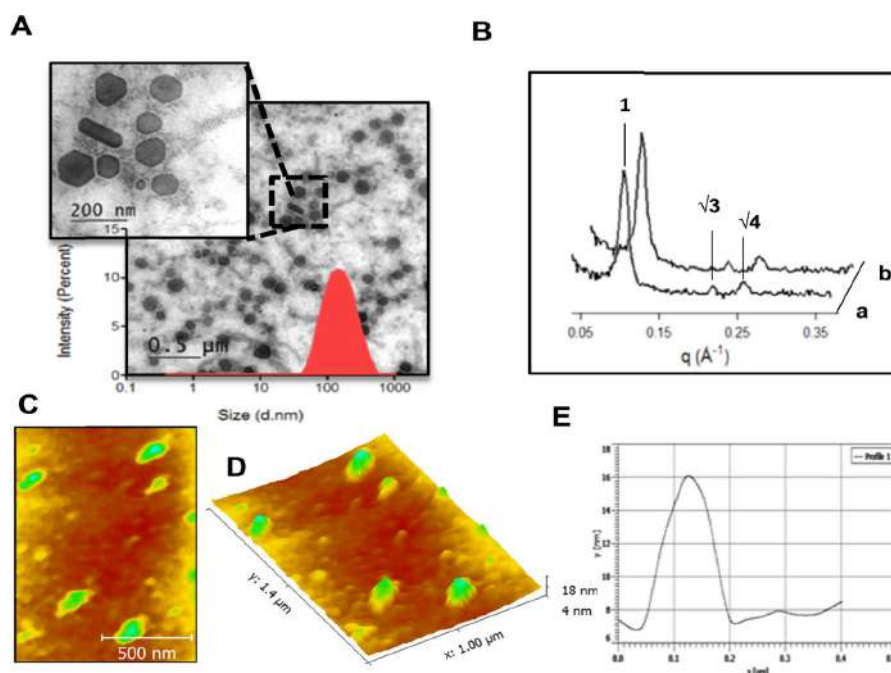 A
200 nm
15
10
5
0
Intensity (Percent)
0.5 µm
0.1 1 10 100 1000
Size (d.nm)
B
1
√3
√4
b
a
0.05 0.15 0.25 0.35
q (Å⁻¹)
C
500 nm
D
y: 1.4 µm
x: 1.00 µm
18 nm
4 nm
E
18
16
14
12
10
8
6
y [nm]
Profile 1
0.0 0.1 0.2 0.3 0.4